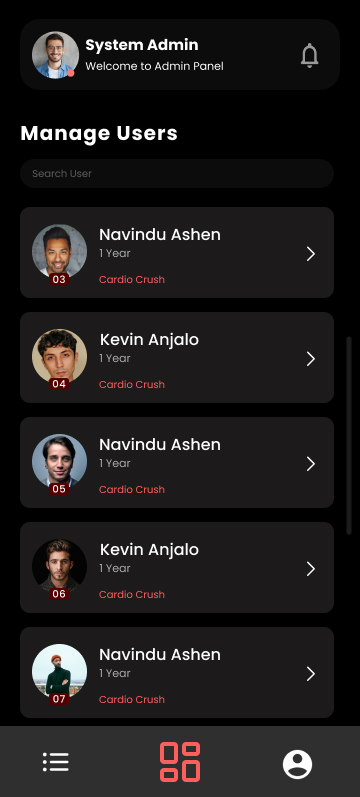 System Admin
Welcome to Admin Panel
Manage Users
Search User
Navindu Ashen
1 Year
03
Cardio Crush
Kevin Anjalo
1 Year
04
Cardio Crush
Navindu Ashen
1 Year
05
Cardio Crush
Kevin Anjalo
1 Year
06
Cardio Crush
Navindu Ashen
1 Year
07
Cardio Crush